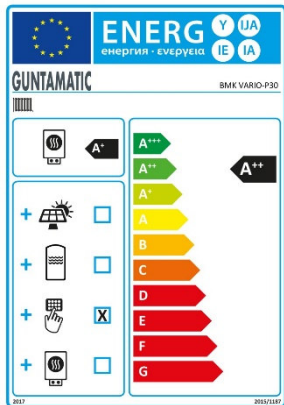 ENERG Y IJA
енергия · ενεργεια IE IA
GUNTAMATIC BMK VARIO-P30
A+
A+++
A++
A+
A
B
C
D
E
F
G
A++
+
+
+ X
+
2017 2015/1187